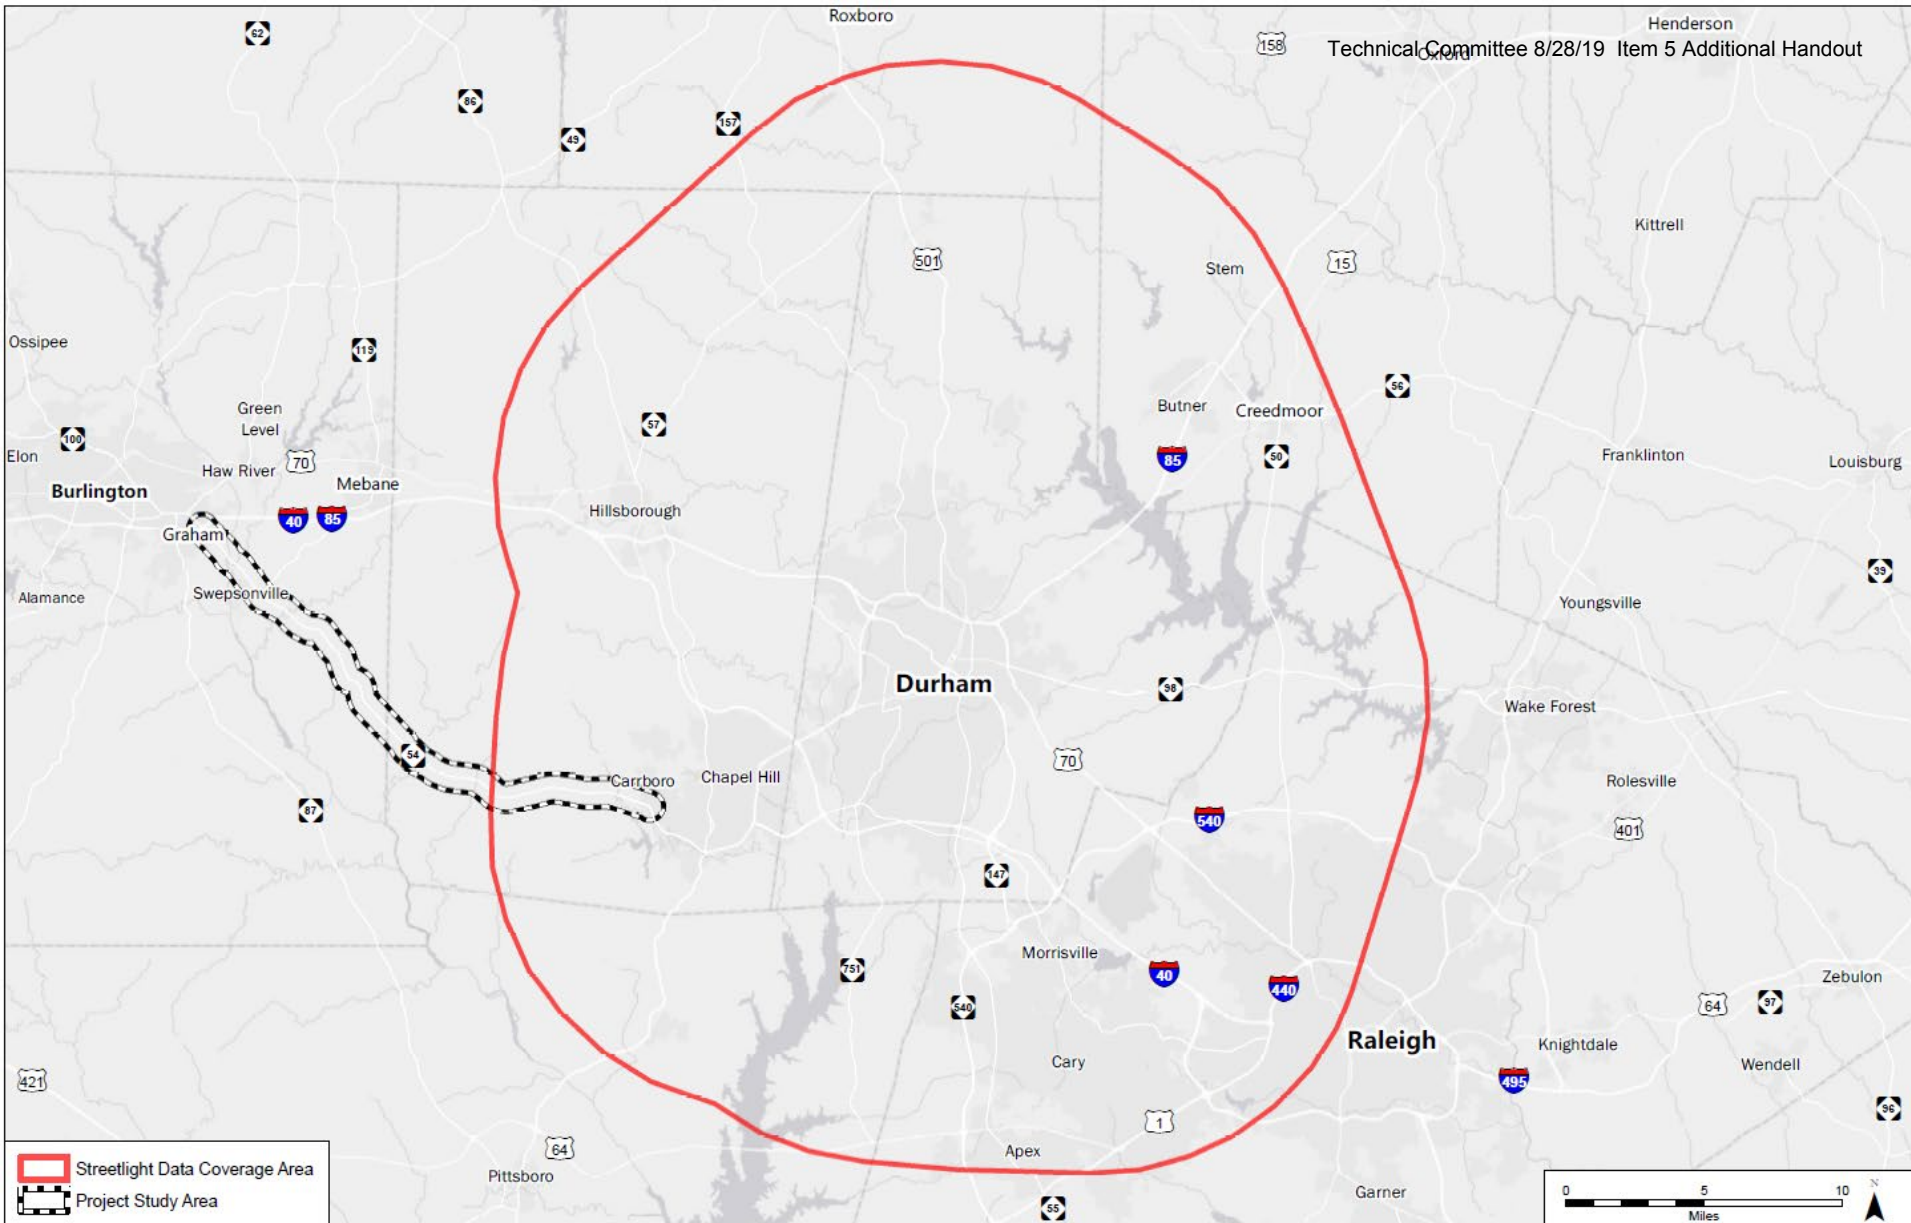 Roxboro
Henderson
Technical Committee 8/28/19 Item 5 Additional Handout
Oxford
62
158
86
157
49
Kittrell
501
Stem
15
Ossipee
119
56
Butner
Creedmoor
Green
Level
57
100
50
Elon
Franklinton
85
Louisburg
Haw River
70
Mebane
Burlington
Hillsborough
40
85
Graham
39
Swepsonville
Alamance
Youngsville
Durham
98
Wake Forest
54
70
Carrboro
Chapel Hill
Rolesville
87
540
401
147
Morrisville
751
40
Zebulon
440
540
64
97
Raleigh
Knightdale
Cary
Wendell
421
495
96
1
64
Apex
Streetlight Data Coverage Area
Pittsboro
Project Study Area
Garner
55
N
0 5 10
Miles